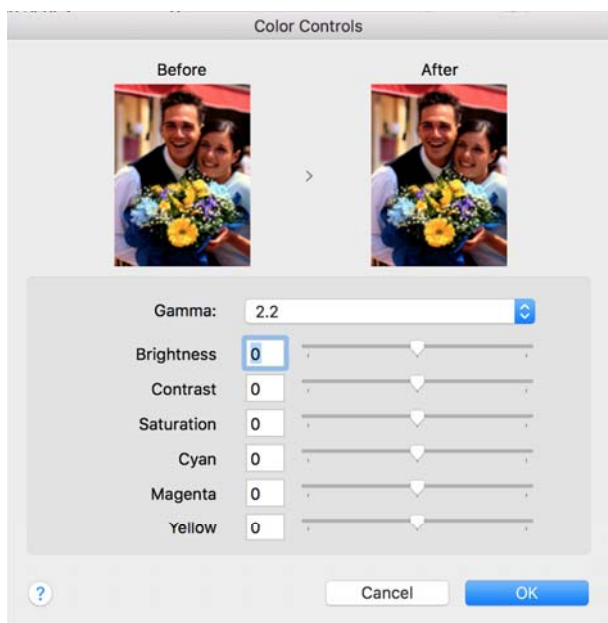 Color Controls
Before After
>
Gamma: 2.2
Brightness 0
Contrast 0
Saturation 0
Cyan 0
Magenta 0
Yellow 0
? Cancel OK